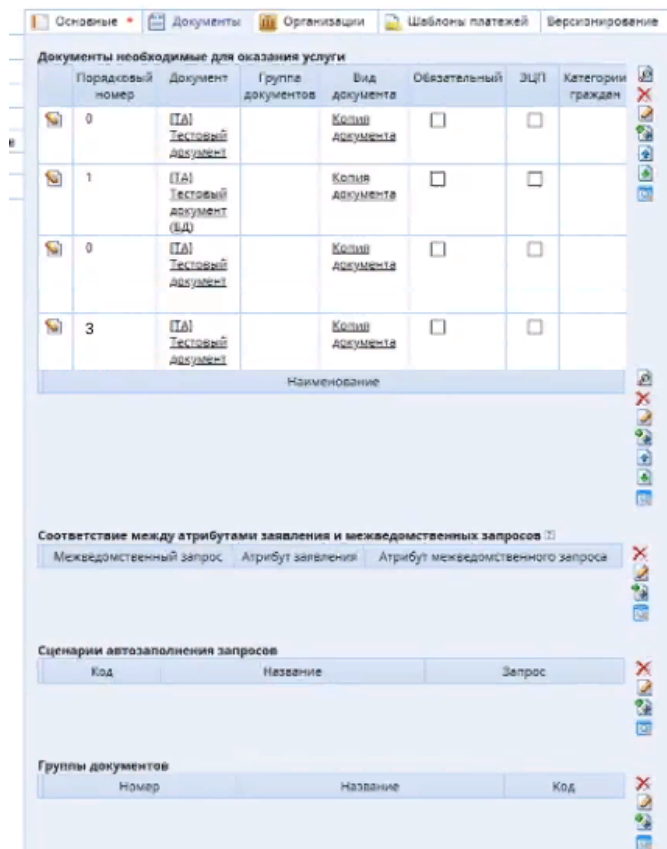 Основные * Документы Организации Шаблоны платежей Версионирование
Документы необходимые для оказания услуги
Порядковый номер Документ Группа документов Вид документа Обязательный ЭЦП Категории граждан
0 [ТА] Тестовый документ Копия документа
1 [ТА] Тестовый документ (БД) Копия документа
0 [ТА] Тестовый документ Копия документа
3 [ТА] Тестовый документ Копия документа
Наименование
Соответствие между атрибутами заявления и межведомственных запросов [?]
Межведомственный запрос Атрибут заявления Атрибут межведомственного запроса
Сценарии автозаполнения запросов
Код Название Запрос
Группы документов
Номер Название Код